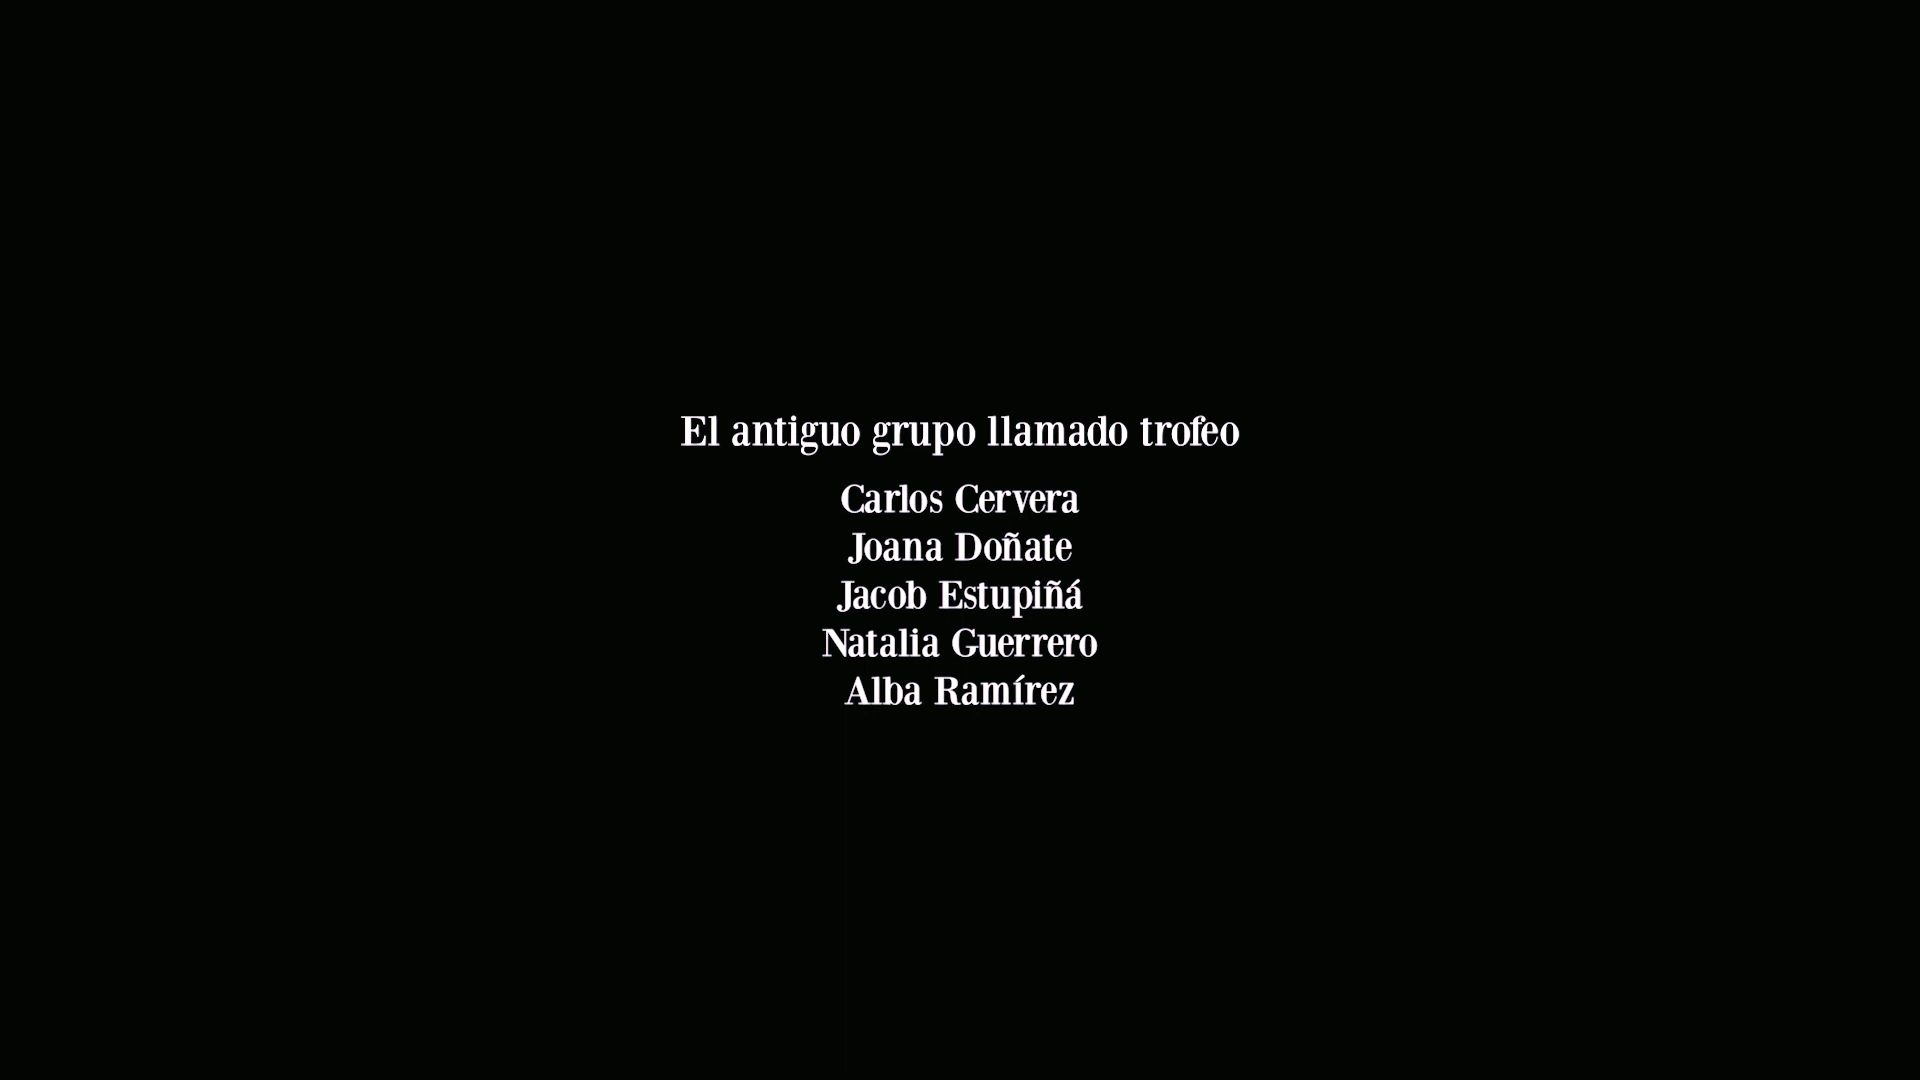 El antiguo grupo llamado trofeo
Carlos Cervera
Joana Doñate
Jacob Estupiñá
Natalia Guerrero
Alba Ramírez